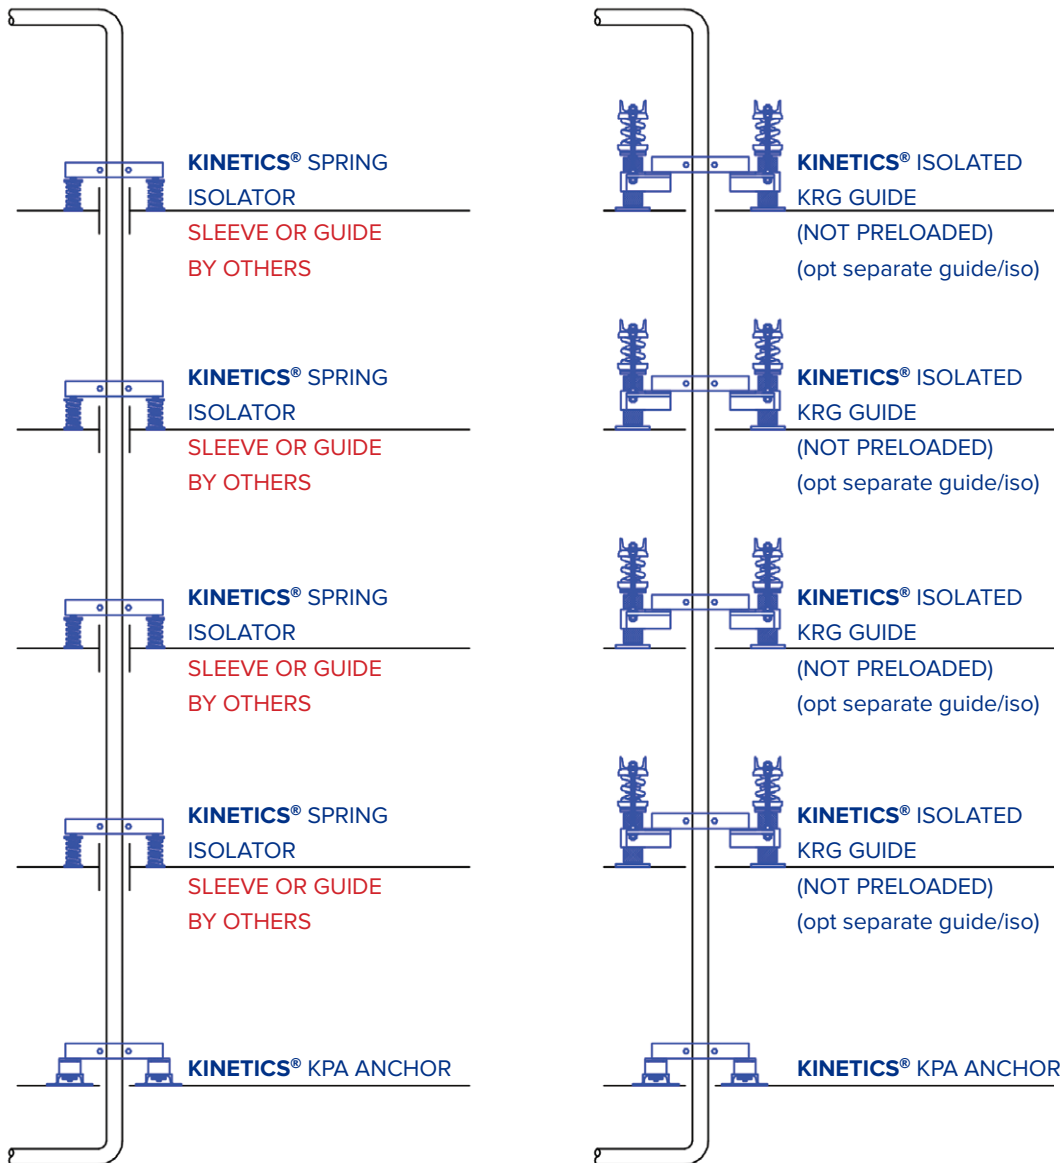 KINETICS® SPRING
ISOLATOR
SLEEVE OR GUIDE
BY OTHERS
KINETICS® SPRING
ISOLATOR
SLEEVE OR GUIDE
BY OTHERS
KINETICS® SPRING
ISOLATOR
SLEEVE OR GUIDE
BY OTHERS
KINETICS® SPRING
ISOLATOR
SLEEVE OR GUIDE
BY OTHERS
KINETICS® KPA ANCHOR
KINETICS® ISOLATED
KRG GUIDE
(NOT PRELOADED)
(opt separate guide/iso)
KINETICS® ISOLATED
KRG GUIDE
(NOT PRELOADED)
(opt separate guide/iso)
KINETICS® ISOLATED
KRG GUIDE
(NOT PRELOADED)
(opt separate guide/iso)
KINETICS® ISOLATED
KRG GUIDE
(NOT PRELOADED)
(opt separate guide/iso)
KINETICS® KPA ANCHOR